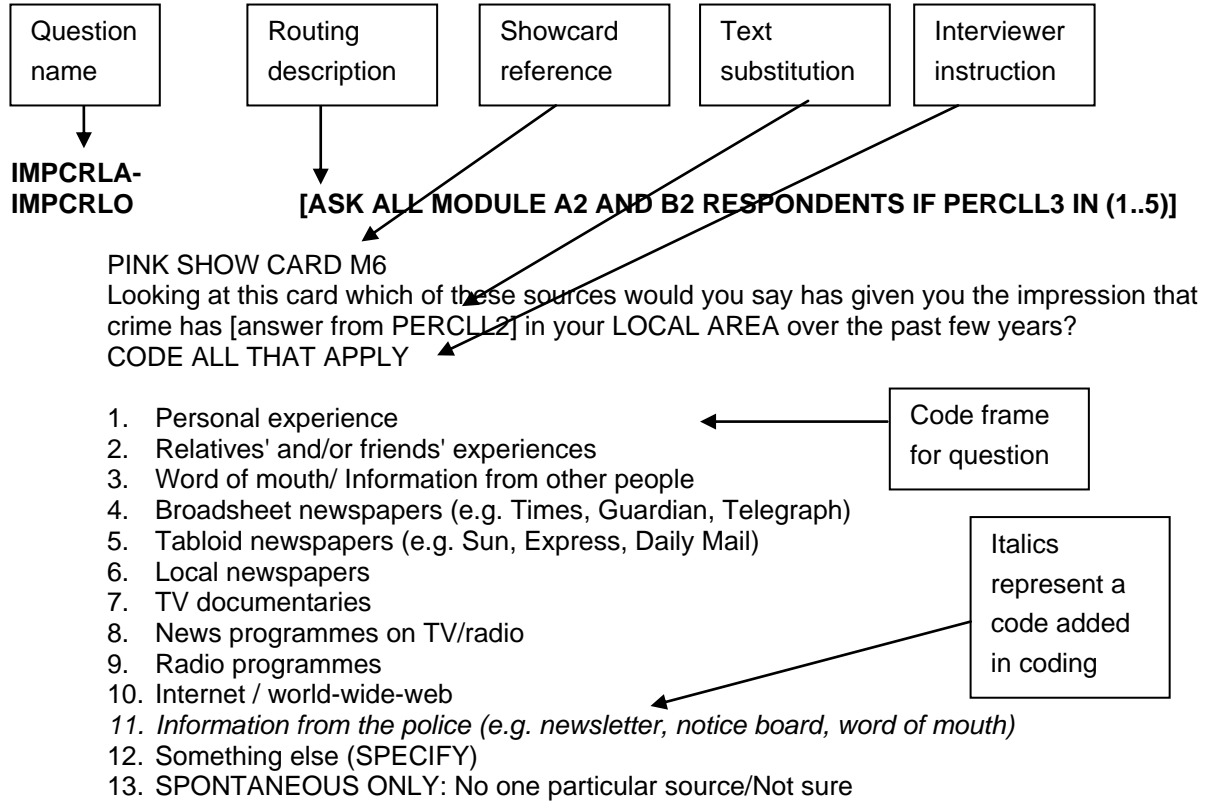 Question
name
Routing
description
Showcard
reference
Text
substitution
Interviewer
instruction
IMPCRLA-
IMPCRLO [ASK ALL MODULE A2 AND B2 RESPONDENTS IF PERCLL3 IN (1..5)]
PINK SHOW CARD M6
Looking at this card which of these sources would you say has given you the impression that
crime has [answer from PERCLL2] in your LOCAL AREA over the past few years?
CODE ALL THAT APPLY
Code frame
for question
1. Personal experience
2. Relatives' and/or friends' experiences
3. Word of mouth/ Information from other people
4. Broadsheet newspapers (e.g. Times, Guardian, Telegraph)
5. Tabloid newspapers (e.g. Sun, Express, Daily Mail)
6. Local newspapers
7. TV documentaries
8. News programmes on TV/radio
9. Radio programmes
10. Internet / world-wide-web
11. Information from the police (e.g. newsletter, notice board, word of mouth)
12. Something else (SPECIFY)
13. SPONTANEOUS ONLY: No one particular source/Not sure
Italics
represent a
code added
in coding